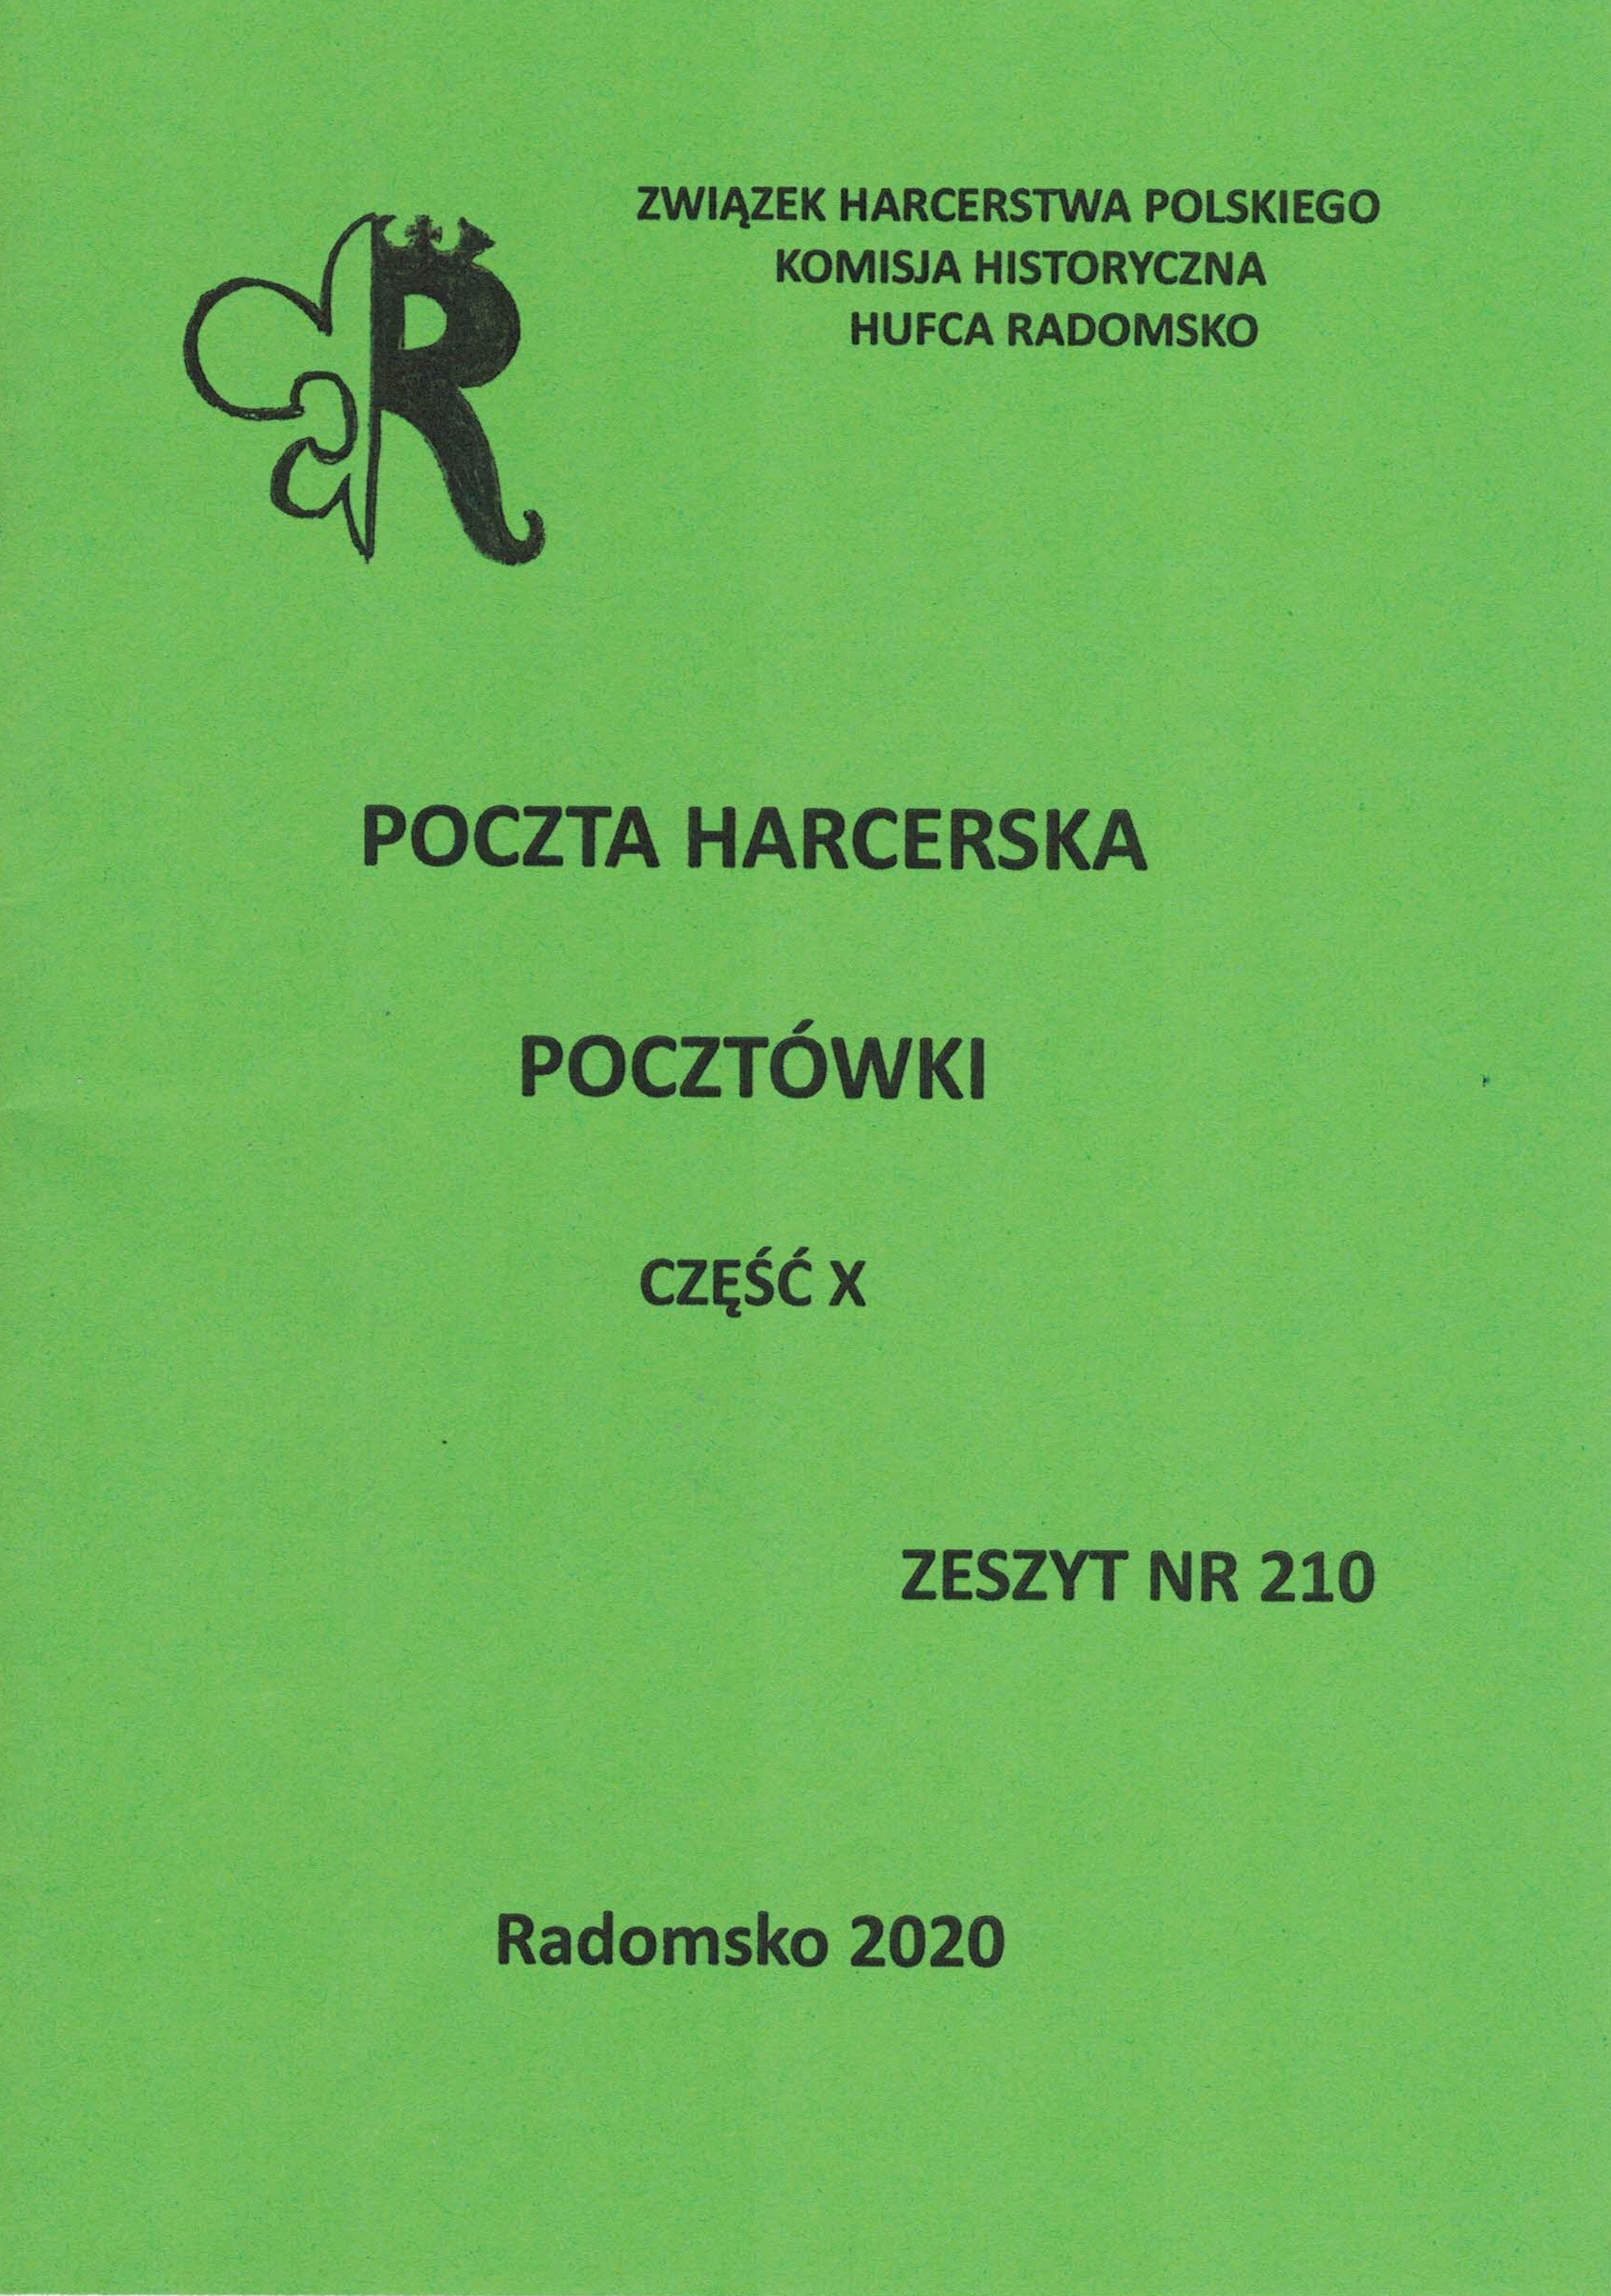 ZWIĄZEK HARCERSTWA POLSKIEGO
KOMISJA HISTORYCZNA
HUFCA RADOMSKO
R
POCZTA HARCERSKA
POCZTÓWKI
CZĘŚĆ X
ZESZYT NR 210
Radomsko 2020